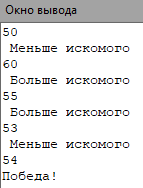 Окно вывода
50
Меньше искомого
60
Больше искомого
55
Больше искомого
53
Меньше искомого
54
Победа!